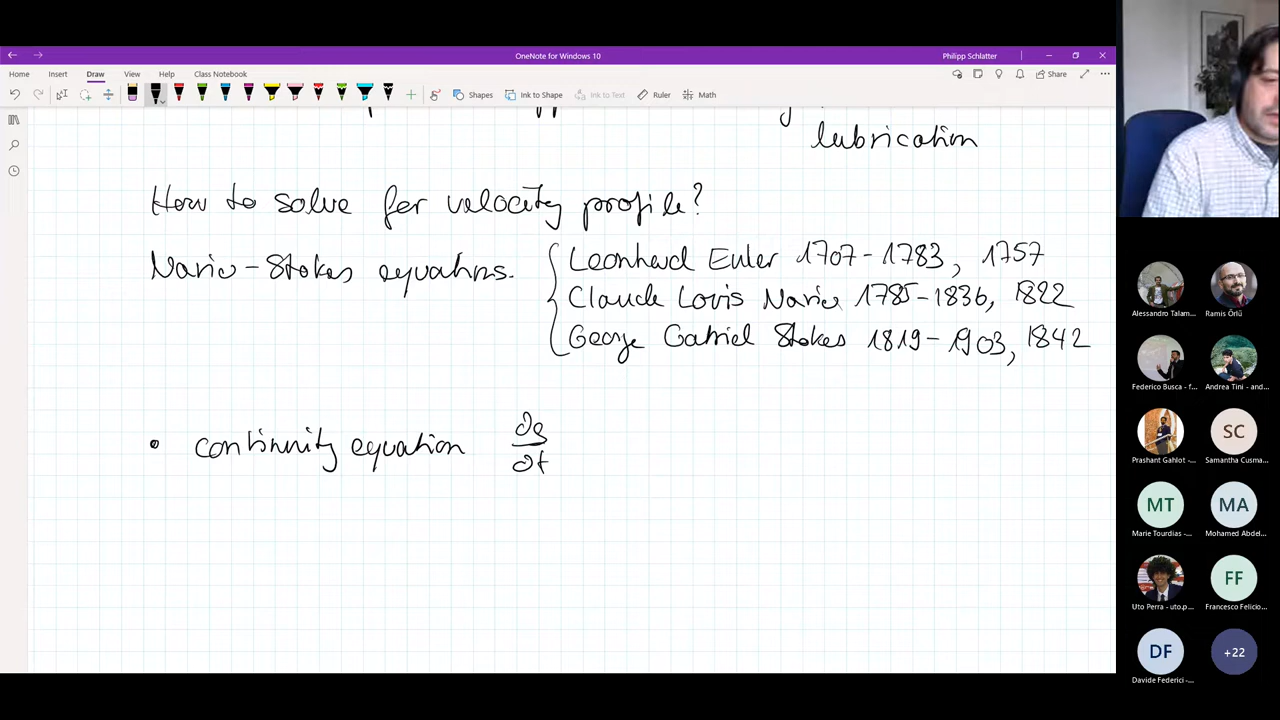 OneNote for Windows 10
Philipp Schlatter
Home Insert Draw View Help Class Notebook
Share
Shapes Ink to Shape Ink to Text Ruler Math
lubrication
How to solve for velocity profile?
Navier-Stokes equations. Leonhard Euler 1707-1783, 1757
Claude Louis Navier 1785-1836, 1822
George Gabriel Stokes 1819-1903, 1842
• continuity equation ∂ρ/∂t
Alessandro Talam... Ramis Örlü
Federico Busca - f... Andrea Tini - and...
SC
Prashant Gahlot -... Samantha Cusma...
MT MA
Marie Tourdias -... Mohamed Abdel...
FF
Uto Perra - uto.p... Francesco Felicio...
DF +22
Davide Federici -...